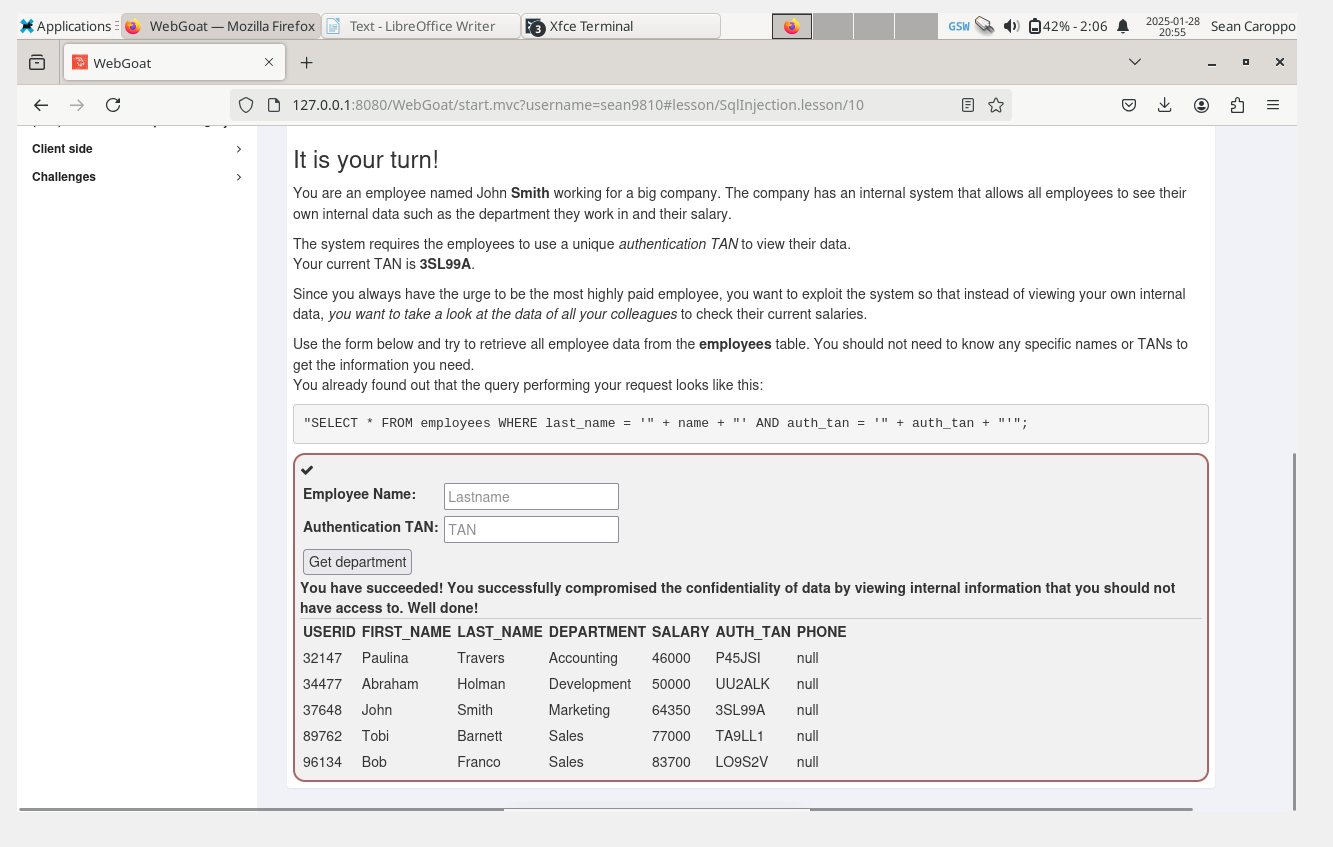 Applications
WebGoat — Mozilla Firefox
Text - LibreOffice Writer
3
Xfce Terminal
GSW
42% - 2:06
2025-01-28
20:55
Sean Caroppo
WebGoat
127.0.0.1:8080/WebGoat/start.mvc?username=sean9810#lesson/SqlInjection.lesson/10
Client side
Challenges
It is your turn!
You are an employee named John Smith working for a big company. The company has an internal system that allows all employees to see their
own internal data such as the department they work in and their salary.
The system requires the employees to use a unique authentication TAN to view their data.
Your current TAN is 3SL99A.
Since you always have the urge to be the most highly paid employee, you want to exploit the system so that instead of viewing your own internal
data, you want to take a look at the data of all your colleagues to check their current salaries.
Use the form below and try to retrieve all employee data from the employees table. You should not need to know any specific names or TANs to
get the information you need.
You already found out that the query performing your request looks like this:
"SELECT * FROM employees WHERE last_name = '" + name + "' AND auth_tan = '" + auth_tan + "'";
Employee Name: Lastname
Authentication TAN: TAN
Get department
You have succeeded! You successfully compromised the confidentiality of data by viewing internal information that you should not
have access to. Well done!
USERID FIRST_NAME LAST_NAME DEPARTMENT SALARY AUTH_TAN PHONE
32147 Paulina Travers Accounting 46000 P45JSI null
34477 Abraham Holman Development 50000 UU2ALK null
37648 John Smith Marketing 64350 3SL99A null
89762 Tobi Barnett Sales 77000 TA9LL1 null
96134 Bob Franco Sales 83700 LO9S2V null